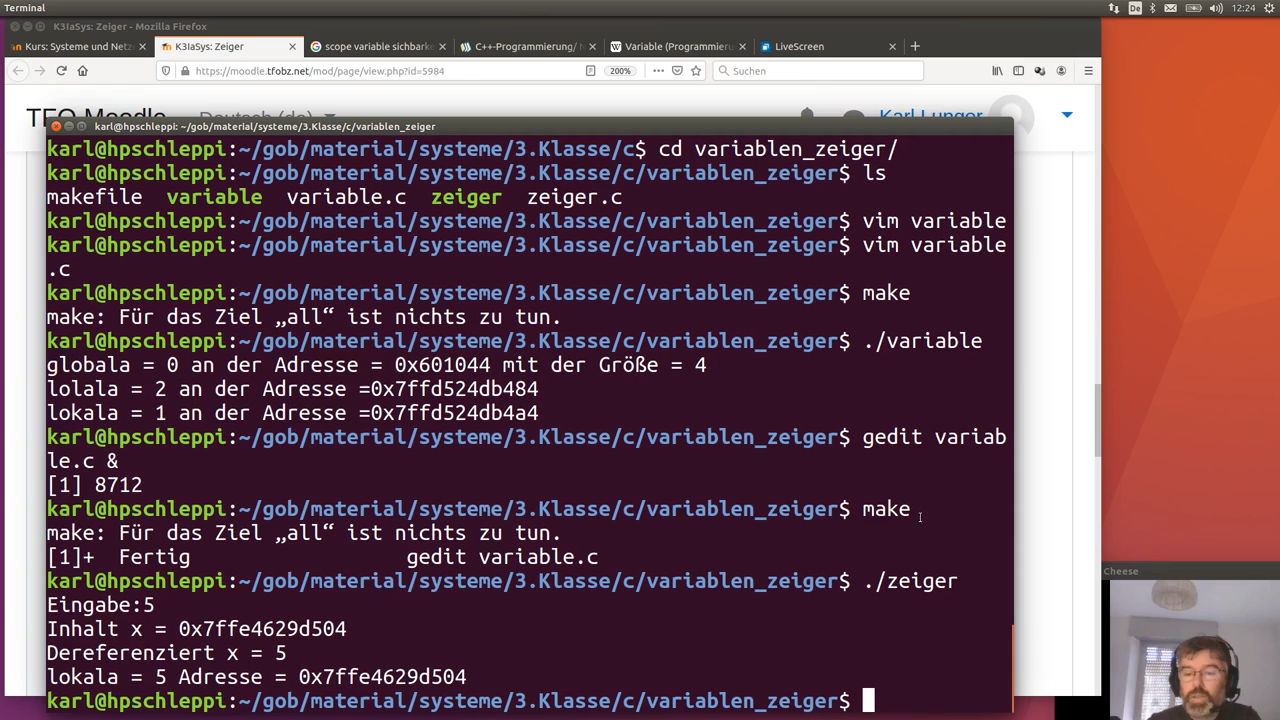 Terminal
De
12:24
K3IaSys: Zeiger - Mozilla Firefox
Kurs: Systeme und Netz
K3IaSys: Zeiger
scope variable sichbarke
C++-Programmierung/
Variable (Programmieru
LiveScreen
https://moodle.tfobz.net/mod/page/view.php?id=5984
200%
Suchen
Deutsch (de)
Karl Lunger
karl@hpschleppi: ~/gob/material/systeme/3.Klasse/c/variablen_zeiger
karl@hpschleppi:~/gob/material/systeme/3.Klasse/c$ cd variablen_zeiger/
karl@hpschleppi:~/gob/material/systeme/3.Klasse/c/variablen_zeiger$ ls
makefile variable variable.c zeiger zeiger.c
karl@hpschleppi:~/gob/material/systeme/3.Klasse/c/variablen_zeiger$ vim variable
karl@hpschleppi:~/gob/material/systeme/3.Klasse/c/variablen_zeiger$ vim variable
.c
karl@hpschleppi:~/gob/material/systeme/3.Klasse/c/variablen_zeiger$ make
make: Für das Ziel „all“ ist nichts zu tun.
karl@hpschleppi:~/gob/material/systeme/3.Klasse/c/variablen_zeiger$ ./variable
globala = 0 an der Adresse = 0x601044 mit der Größe = 4
lolala = 2 an der Adresse =0x7ffd524db484
lokala = 1 an der Adresse =0x7ffd524db4a4
karl@hpschleppi:~/gob/material/systeme/3.Klasse/c/variablen_zeiger$ gedit variab
le.c &
[1] 8712
karl@hpschleppi:~/gob/material/systeme/3.Klasse/c/variablen_zeiger$ make
make: Für das Ziel „all“ ist nichts zu tun.
[1]+ Fertig gedit variable.c
karl@hpschleppi:~/gob/material/systeme/3.Klasse/c/variablen_zeiger$ ./zeiger
Eingabe:5
Inhalt x = 0x7ffe4629d504
Dereferenziert x = 5
lokala = 5 Adresse = 0x7ffe4629d504
karl@hpschleppi:~/gob/material/systeme/3.Klasse/c/variablen_zeiger$
Cheese